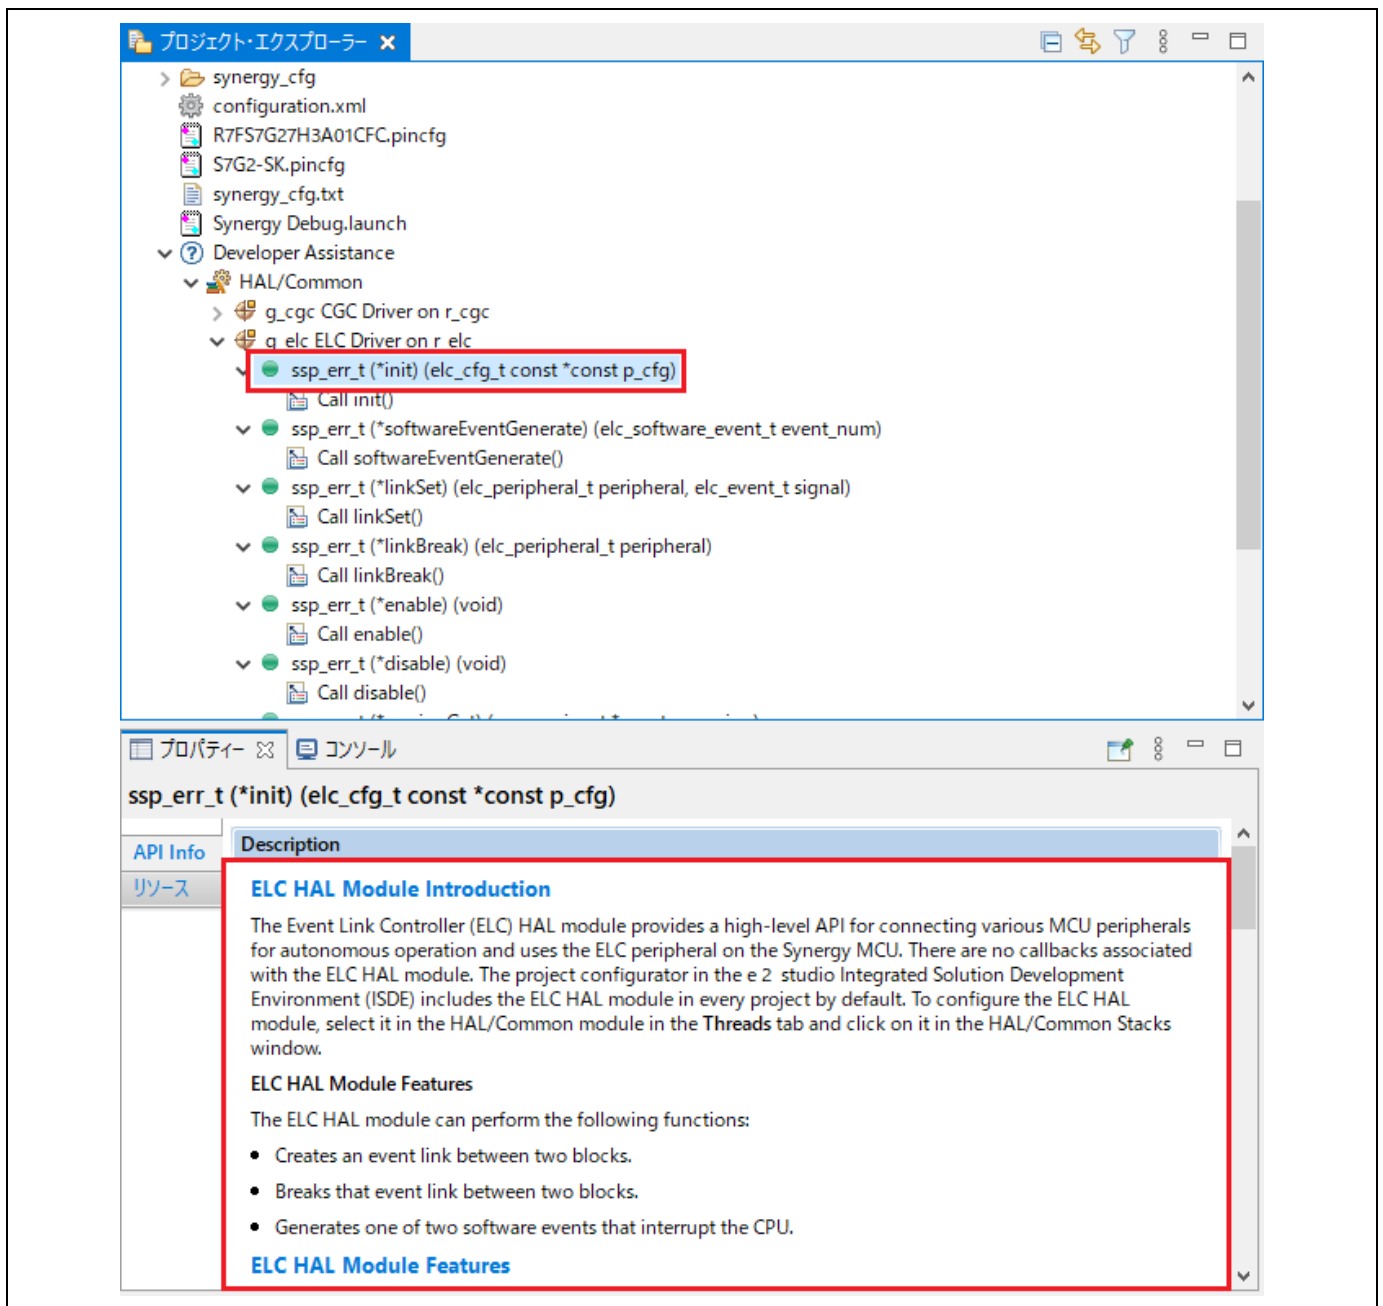 プロジェクト・エクスプローラー
synergy_cfg
configuration.xml
R7FS7G27H3A01CFC.pincfg
S7G2-SK.pincfg
synergy_cfg.txt
Synergy Debug.launch
Developer Assistance
HAL/Common
g_cgc CGC Driver on r_cgc
g_elc ELC Driver on r_elc
ssp_err_t (*init) (elc_cfg_t const *const p_cfg)
Call init()
ssp_err_t (*softwareEventGenerate) (elc_software_event_t event_num)
Call softwareEventGenerate()
ssp_err_t (*linkSet) (elc_peripheral_t peripheral, elc_event_t signal)
Call linkSet()
ssp_err_t (*linkBreak) (elc_peripheral_t peripheral)
Call linkBreak()
ssp_err_t (*enable) (void)
Call enable()
ssp_err_t (*disable) (void)
Call disable()
プロパティー コンソール
ssp_err_t (*init) (elc_cfg_t const *const p_cfg)
API Info
リソース
Description
ELC HAL Module Introduction
The Event Link Controller (ELC) HAL module provides a high-level API for connecting various MCU peripherals
for autonomous operation and uses the ELC peripheral on the Synergy MCU. There are no callbacks associated
with the ELC HAL module. The project configurator in the e 2 studio Integrated Solution Development
Environment (ISDE) includes the ELC HAL module in every project by default. To configure the ELC HAL
module, select it in the HAL/Common module in the Threads tab and click on it in the HAL/Common Stacks
window.
ELC HAL Module Features
The ELC HAL module can perform the following functions:
• Creates an event link between two blocks.
• Breaks that event link between two blocks.
• Generates one of two software events that interrupt the CPU.
ELC HAL Module Features